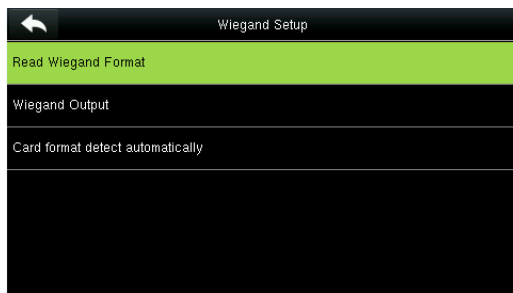 Wiegand Setup
Read Wiegand Format
Wiegand Output
Card format detect automatically